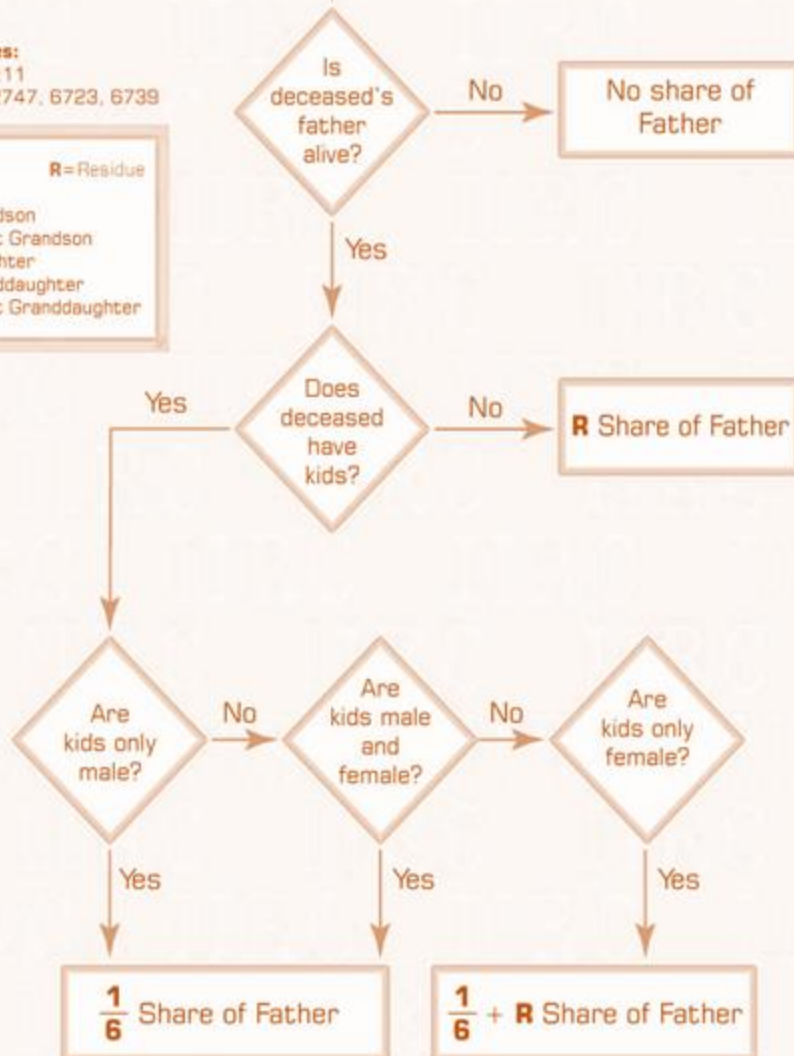 es:
11
747, 6723, 6739
R=Residue
dson
t Grandson
hter
ddaughter
t Granddaughter
Is
deceased's
father
alive?
No
No share of
Father
Yes
Does
deceased
have
kids?
Yes
No
R Share of Father
Are
kids only
male?
No
Are
kids male
and
female?
No
Are
kids only
female?
Yes
Yes
Yes
1/6 Share of Father
1/6 + R Share of Father